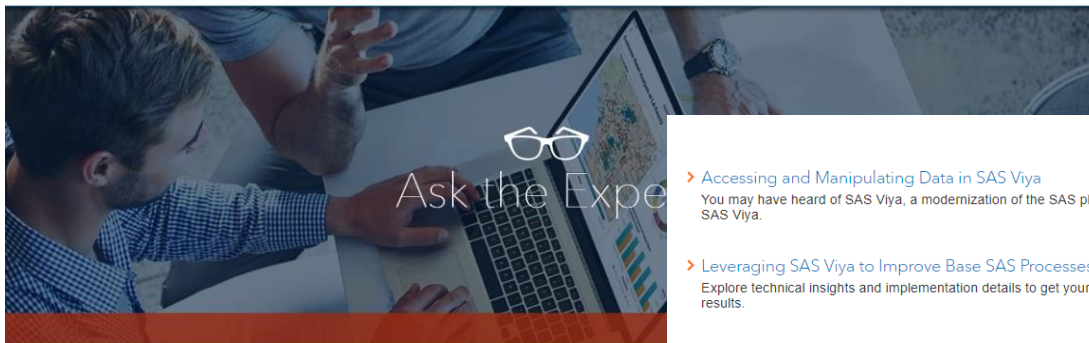 Ask the Expe
Accessing and Manipulating Data in SAS Viya
You may have heard of SAS Viya, a modernization of the SAS pl
SAS Viya.
Leveraging SAS Viya to Improve Base SAS Processes
Explore technical insights and implementation details to get your
results.